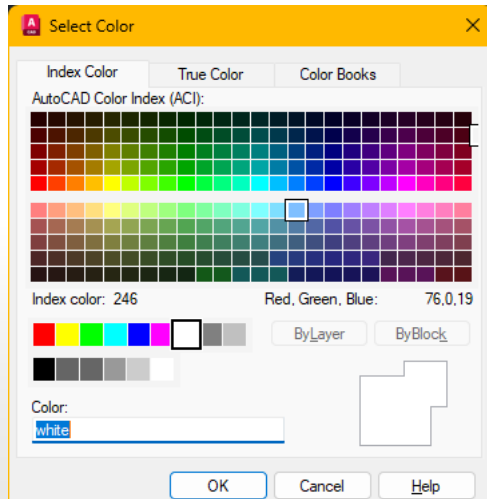 A
CAD
Select Color
Index Color True Color Color Books
AutoCAD Color Index (ACI):
Index color: 246 Red, Green, Blue: 76,0,19
ByLayer ByBlock
Color:
white
OK Cancel Help